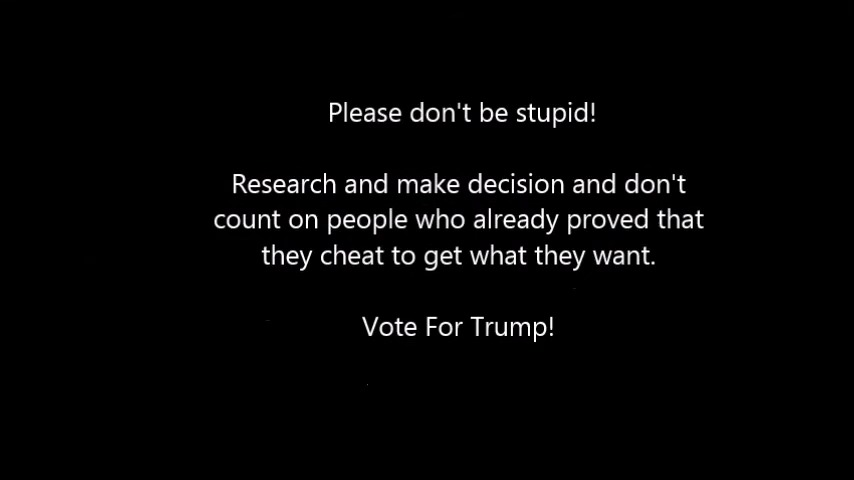 Please don't be stupid!
Research and make decision and don't
count on people who already proved that
they cheat to get what they want.
Vote For Trump!